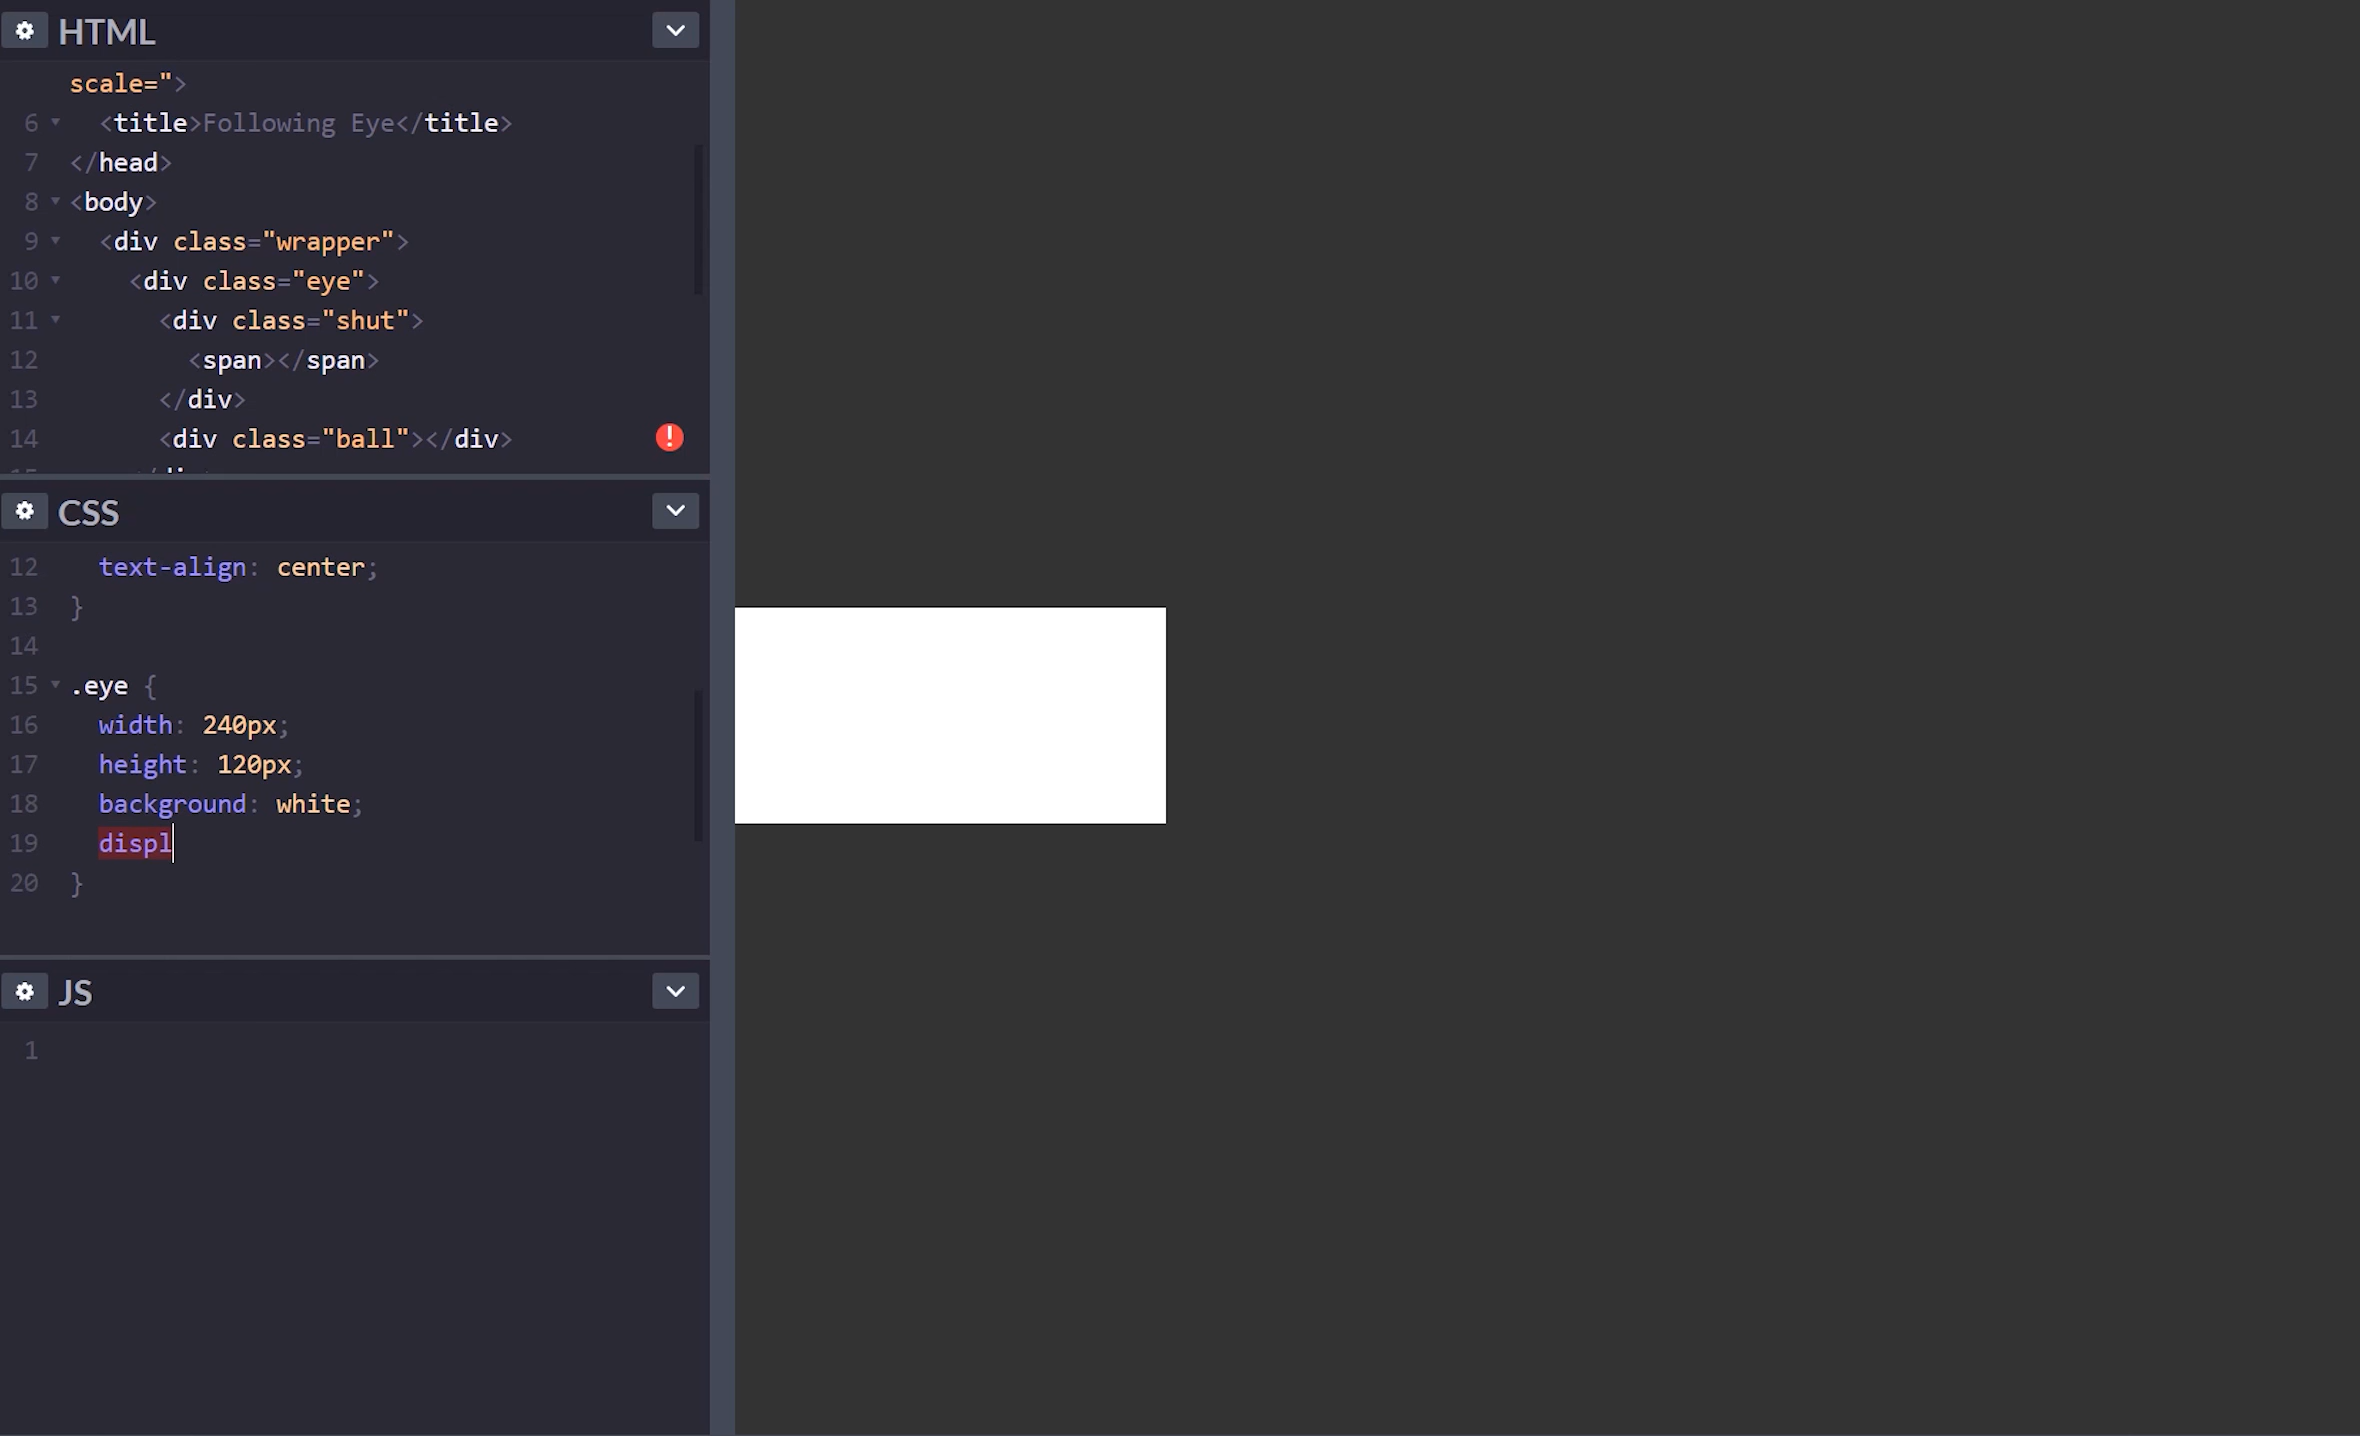 HTML
scale=">
6 <title>Following Eye</title>
7 </head>
8 <body>
9 <div class="wrapper">
10 <div class="eye">
11 <div class="shut">
12 <span></span>
13 </div>
14 <div class="ball"></div>
CSS
12 text-align: center;
13 }
14
15 .eye {
16 width: 240px;
17 height: 120px;
18 background: white;
19 displ
20 }
JS
1